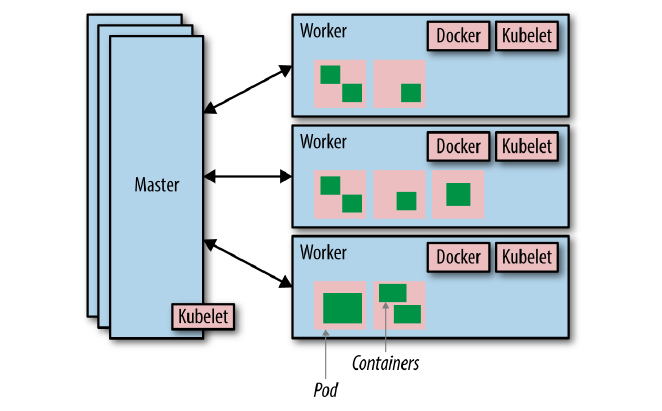 Master
Kubelet
Worker
Docker
Kubelet
Worker
Docker
Kubelet
Worker
Docker
Kubelet
Containers
Pod